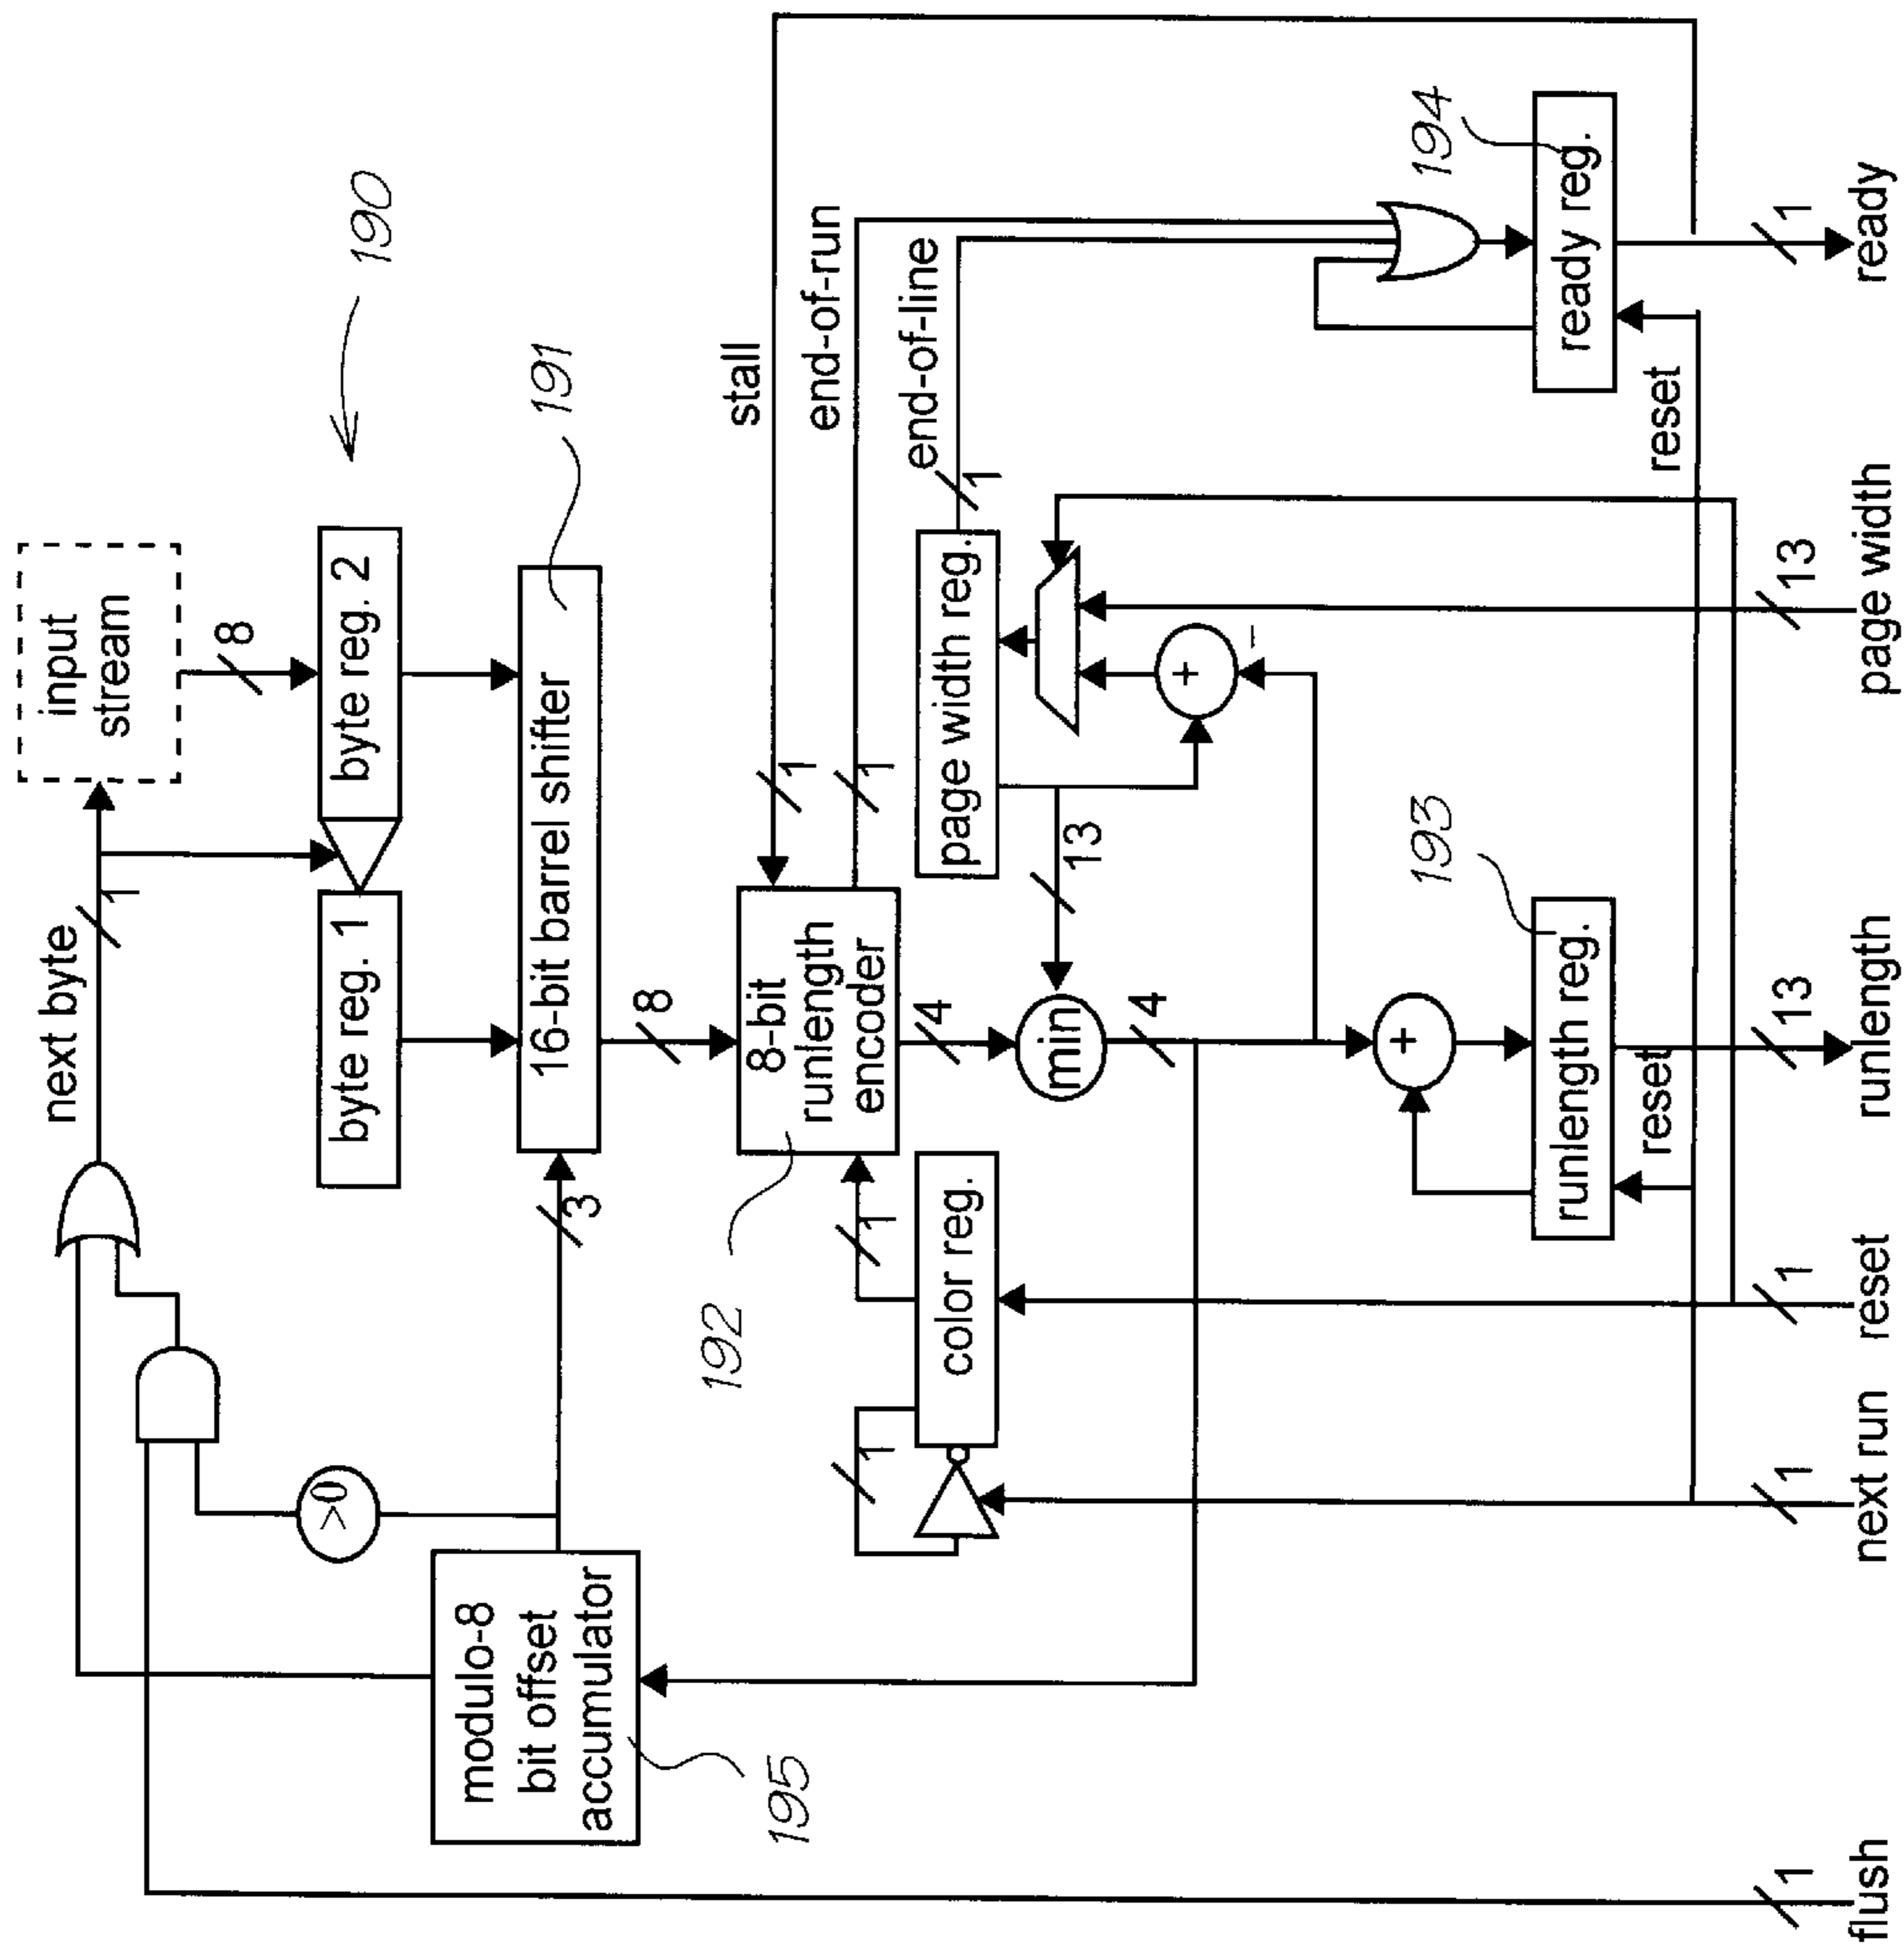 input
stream
190
next byte
1
8
byte reg. 1
byte reg. 2
16-bit barrel shifter
191
3
8
>0
modulo-8
bit offset
accumulator
195
stall
1
end-of-run
1
end-of-line
1
8-bit
runlength
encoder
192
4
min
4
13
page width reg.
+
−
color reg.
1
1
+
runlength reg.
193
reset
ready reg.
194
reset
1
flush
1
next run
1
reset
13
runlength
13
page width
1
ready